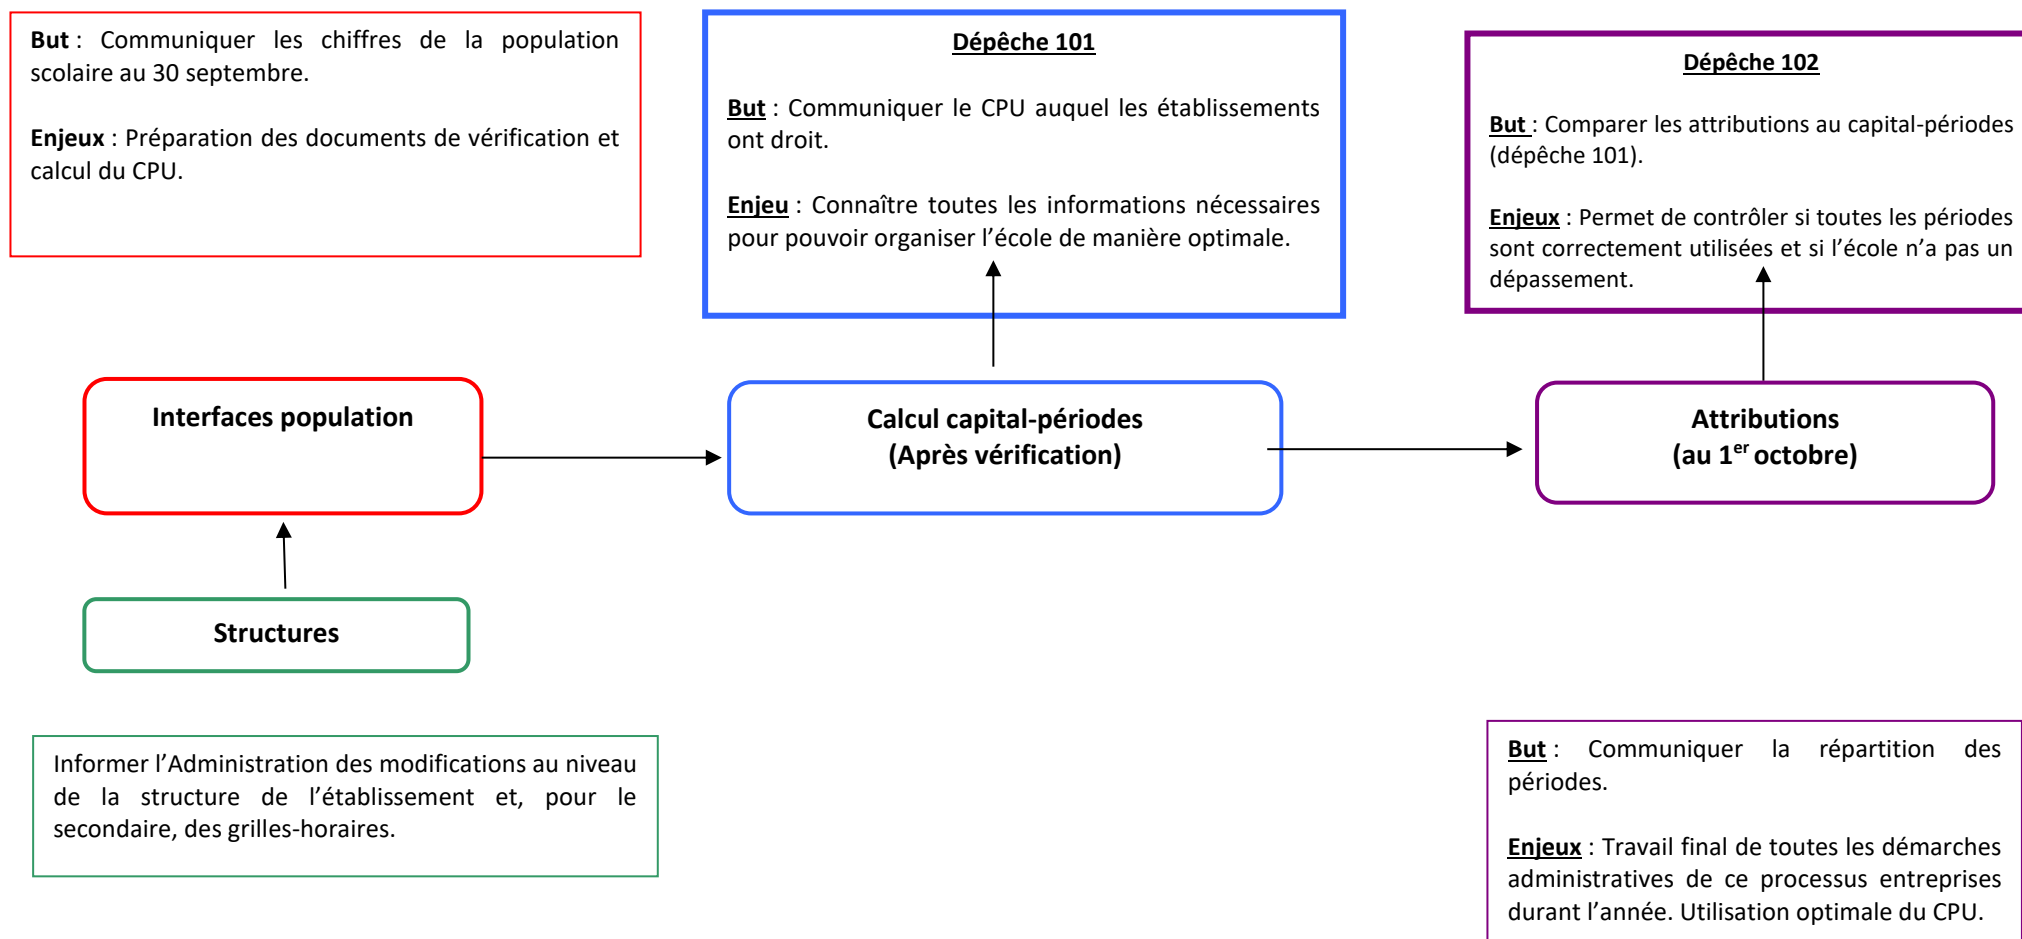 But : Communiquer les chiffres de la population
scolaire au 30 septembre.
Enjeux : Préparation des documents de vérification et
calcul du CPU.
Dépêche 101
But : Communiquer le CPU auquel les établissements
ont droit.
Enjeu : Connaître toutes les informations nécessaires
pour pouvoir organiser l’école de manière optimale.
Dépêche 102
But : Comparer les attributions au capital-périodes
(dépêche 101).
Enjeux : Permet de contrôler si toutes les périodes
sont correctement utilisées et si l’école n’a pas un
dépassement.
Interfaces population
Calcul capital-périodes
(Après vérification)
Attributions
(au 1er octobre)
Structures
Informer l’Administration des modifications au niveau
de la structure de l’établissement et, pour le
secondaire, des grilles-horaires.
But : Communiquer la répartition des
périodes.
Enjeux : Travail final de toutes les démarches
administratives de ce processus entreprises
durant l’année. Utilisation optimale du CPU.